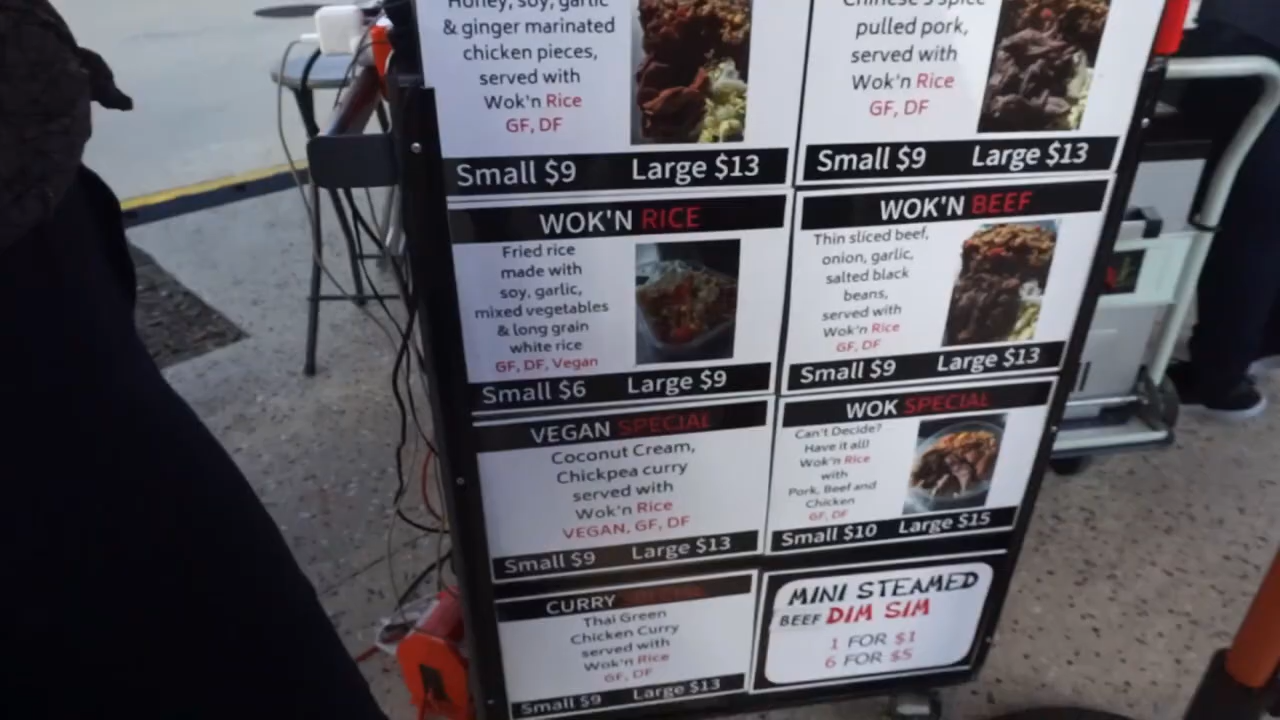 Honey, soy, garlic
& ginger marinated
chicken pieces,
served with
Wok'n Rice
GF, DF
Small $9 Large $13
Chinese 5 spice
pulled pork,
served with
Wok'n Rice
GF, DF
Small $9 Large $13
WOK'N RICE
Fried rice
made with
soy, garlic,
mixed vegetables
& long grain
white rice
GF, DF, Vegan
Small $6 Large $9
WOK'N BEEF
Thin sliced beef,
onion, garlic,
salted black
beans,
served with
Wok'n Rice
GF, DF
Small $9 Large $13
VEGAN SPECIAL
Coconut Cream,
Chickpea curry
served with
Wok'n Rice
VEGAN, GF, DF
Small $9 Large $13
WOK SPECIAL
Can't Decide?
Have it all!
Wok'n Rice
with
Pork, Beef and
Chicken
GF, DF
Small $10 Large $15
CURRY
Thai Green
Chicken Curry
served with
Wok'n Rice
GF, DF
Small $9 Large $13
MINI STEAMED
BEEF DIM SIM
1 FOR $1
6 FOR $5